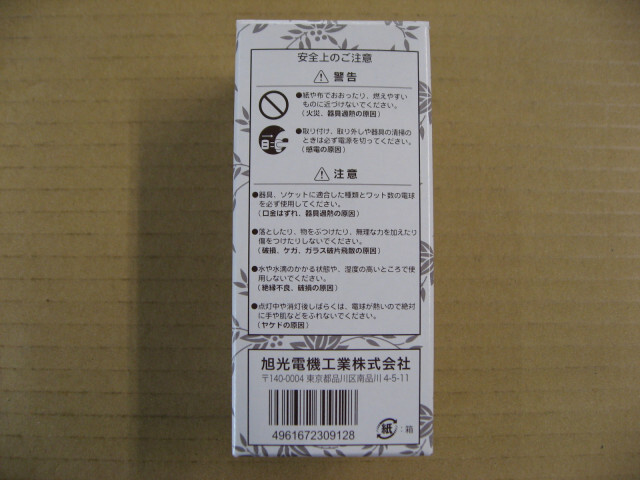 安全上のご注意
警告
●紙や布でおおったり、燃えやすい
ものに近づけないでください。
(火災、器具過熱の原因)
●取り付け、取り外しや器具の清掃の
ときは必ず電源を切ってください。
(感電の原因)
注意
●器具、ソケットに適合した種類とワット数の電球
を必ず使用してください。
(口金はずれ、器具過熱の原因)
●落としたり、物をぶつけたり、無理な力を加えたり
傷をつけたりしないでください。
(破損、ケガ、ガラス破片飛散の原因)
●水や水滴のかかる状態や、湿度の高いところで使
用しないでください。
(絶縁不良、破損の原因)
●点灯中や消灯後しばらくは、電球が熱いので絶対
に手や肌などをふれないでください。
(ヤケドの原因)
旭光電機工業株式会社
〒140-0004 東京都品川区南品川 4-5-11
4961672309128
紙:箱